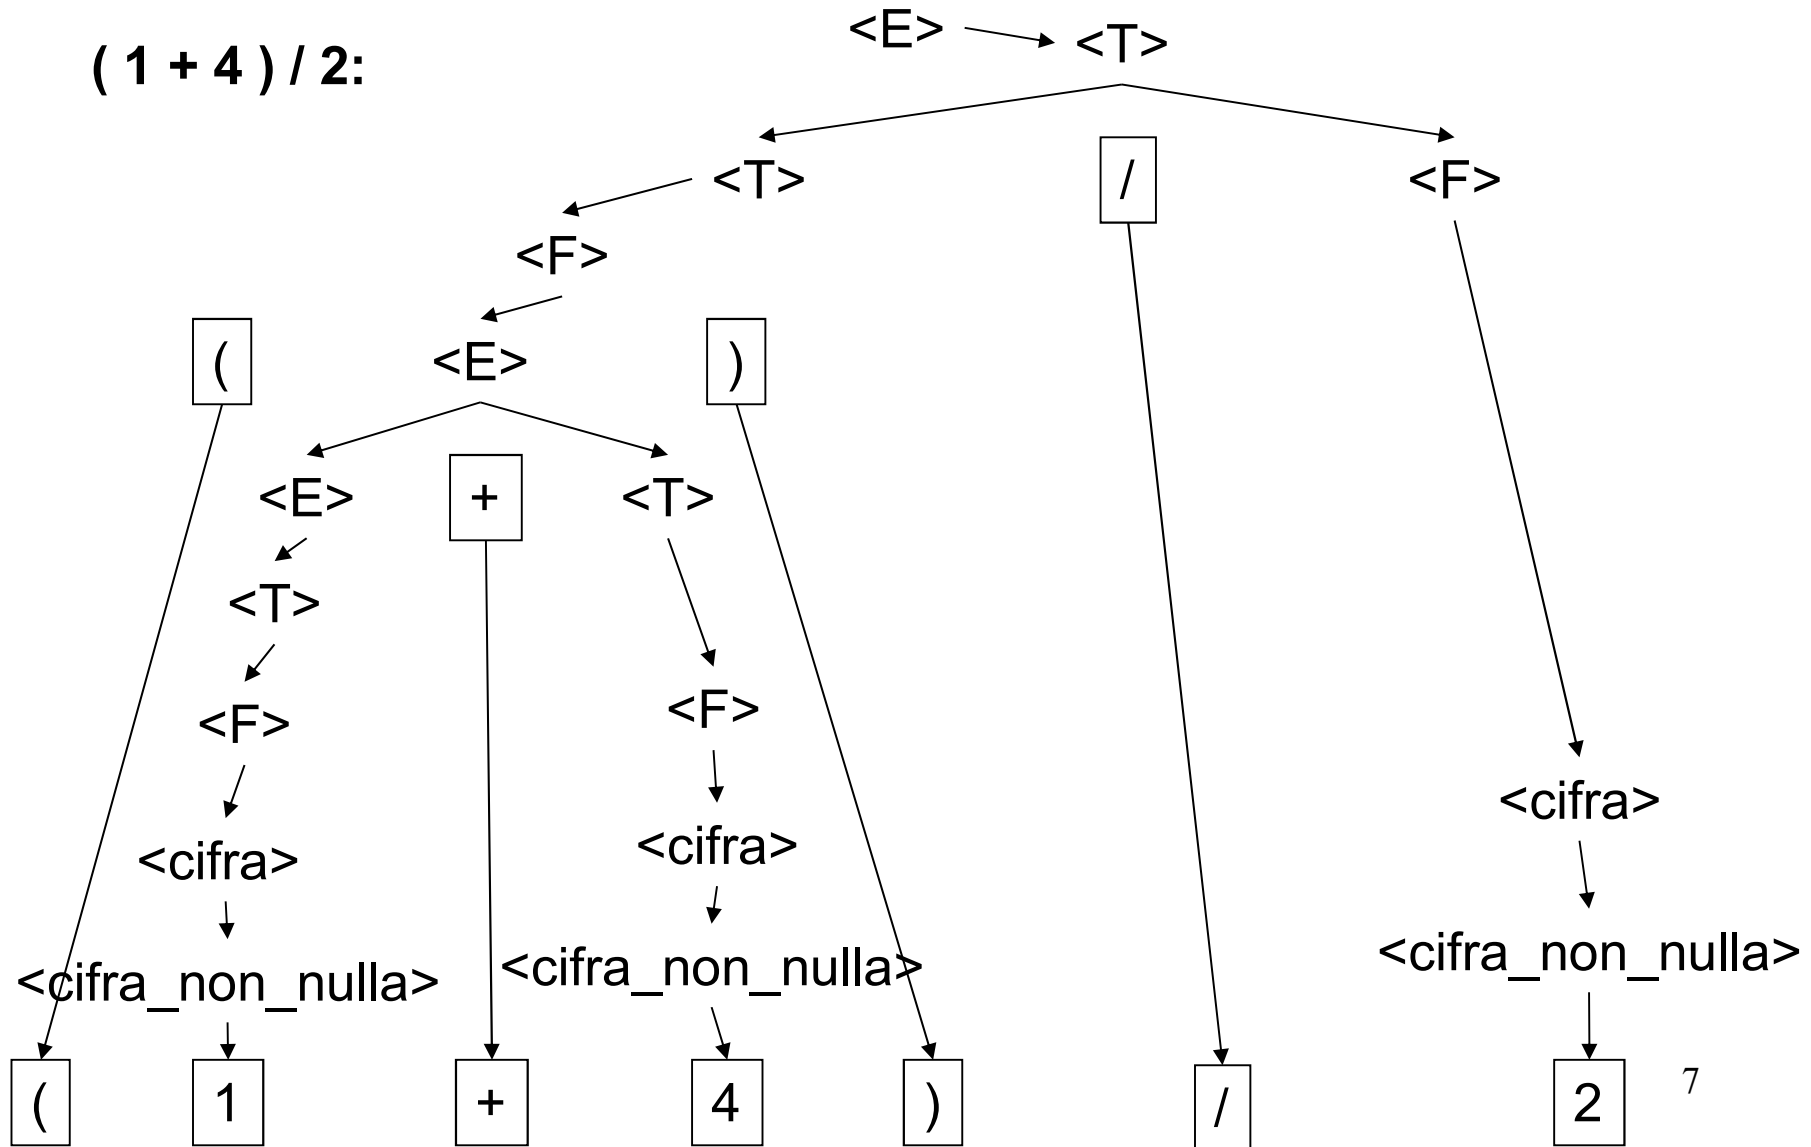 ( 1 + 4 ) / 2:
<E> <T>
<T> / <F>
<F>
( <E> )
<E> + <T>
<T>
<F> <F>
<cifra>
<cifra> <cifra>
<cifra_non_nulla>
<cifra_non_nulla> <cifra_non_nulla>
( 1 + 4 ) / 2 7